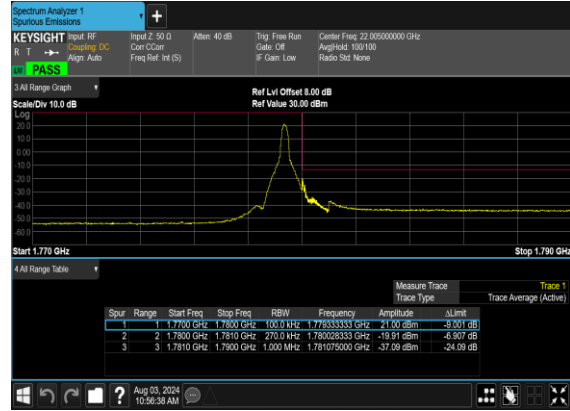 Spectrum Analyzer 1
Spurious Emissions
KEYSIGHT
R T
LM PASS
Input: RF
Coupling: DC
Align: Auto
Input Z: 50 Ω
Corr CCorr
Freq Ref: Int (S)
Atten: 40 dB
Trig: Free Run
Gate: Off
IF Gain: Low
Center Freq: 22.005000000 GHz
Avg|Hold: 100/100
Radio Std: None
3 All Range Graph
Scale/Div 10.0 dB
Ref Lvl Offset 8.00 dB
Ref Value 30.00 dBm
Log
20.0
10.0
0.00
-10.0
-20.0
-30.0
-40.0
-50.0
-60.0
Start 1.770 GHz
Stop 1.790 GHz
4 All Range Table
Measure Trace Trace 1
Trace Type Trace Average (Active)
Spur Range Start Freq Stop Freq RBW Frequency Amplitude ΔLimit
1 1 1.7700 GHz 1.7800 GHz 100.0 kHz 1.779333333 GHz 21.00 dBm -9.001 dB
2 2 1.7800 GHz 1.7810 GHz 270.0 kHz 1.780028333 GHz -19.91 dBm -6.907 dB
3 3 1.7810 GHz 1.7900 GHz 1.000 MHz 1.781075000 GHz -37.09 dBm -24.09 dB
?
Aug 03, 2024
10:56:38 AM